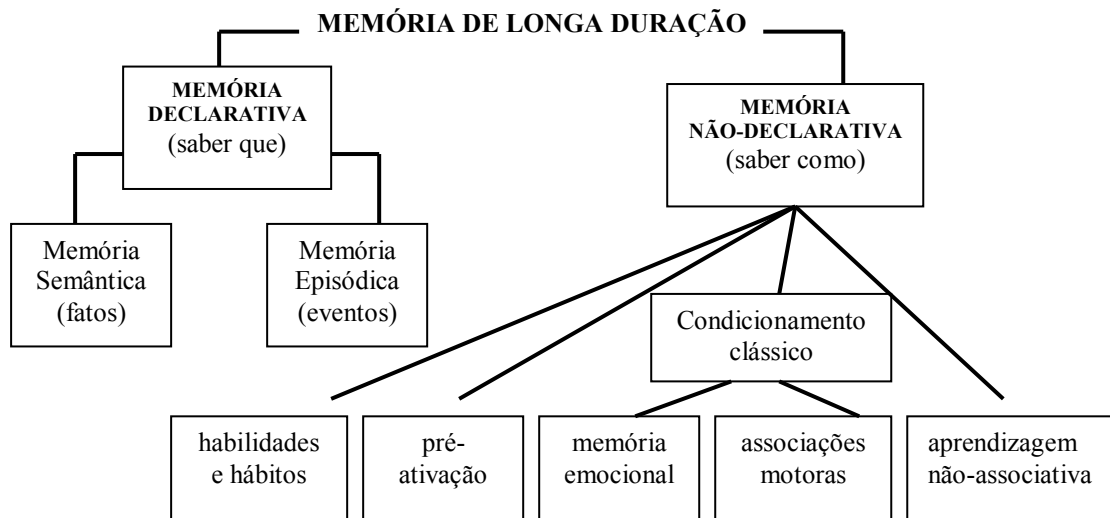 MEMÓRIA DE LONGA DURAÇÃO
MEMÓRIA
DECLARATIVA
(saber que)
MEMÓRIA
NÃO-DECLARATIVA
(saber como)
Memória
Semântica
(fatos)
Memória
Episódica
(eventos)
Condicionamento
clássico
habilidades
e hábitos
pré-
ativação
memória
emocional
associações
motoras
aprendizagem
não-associativa